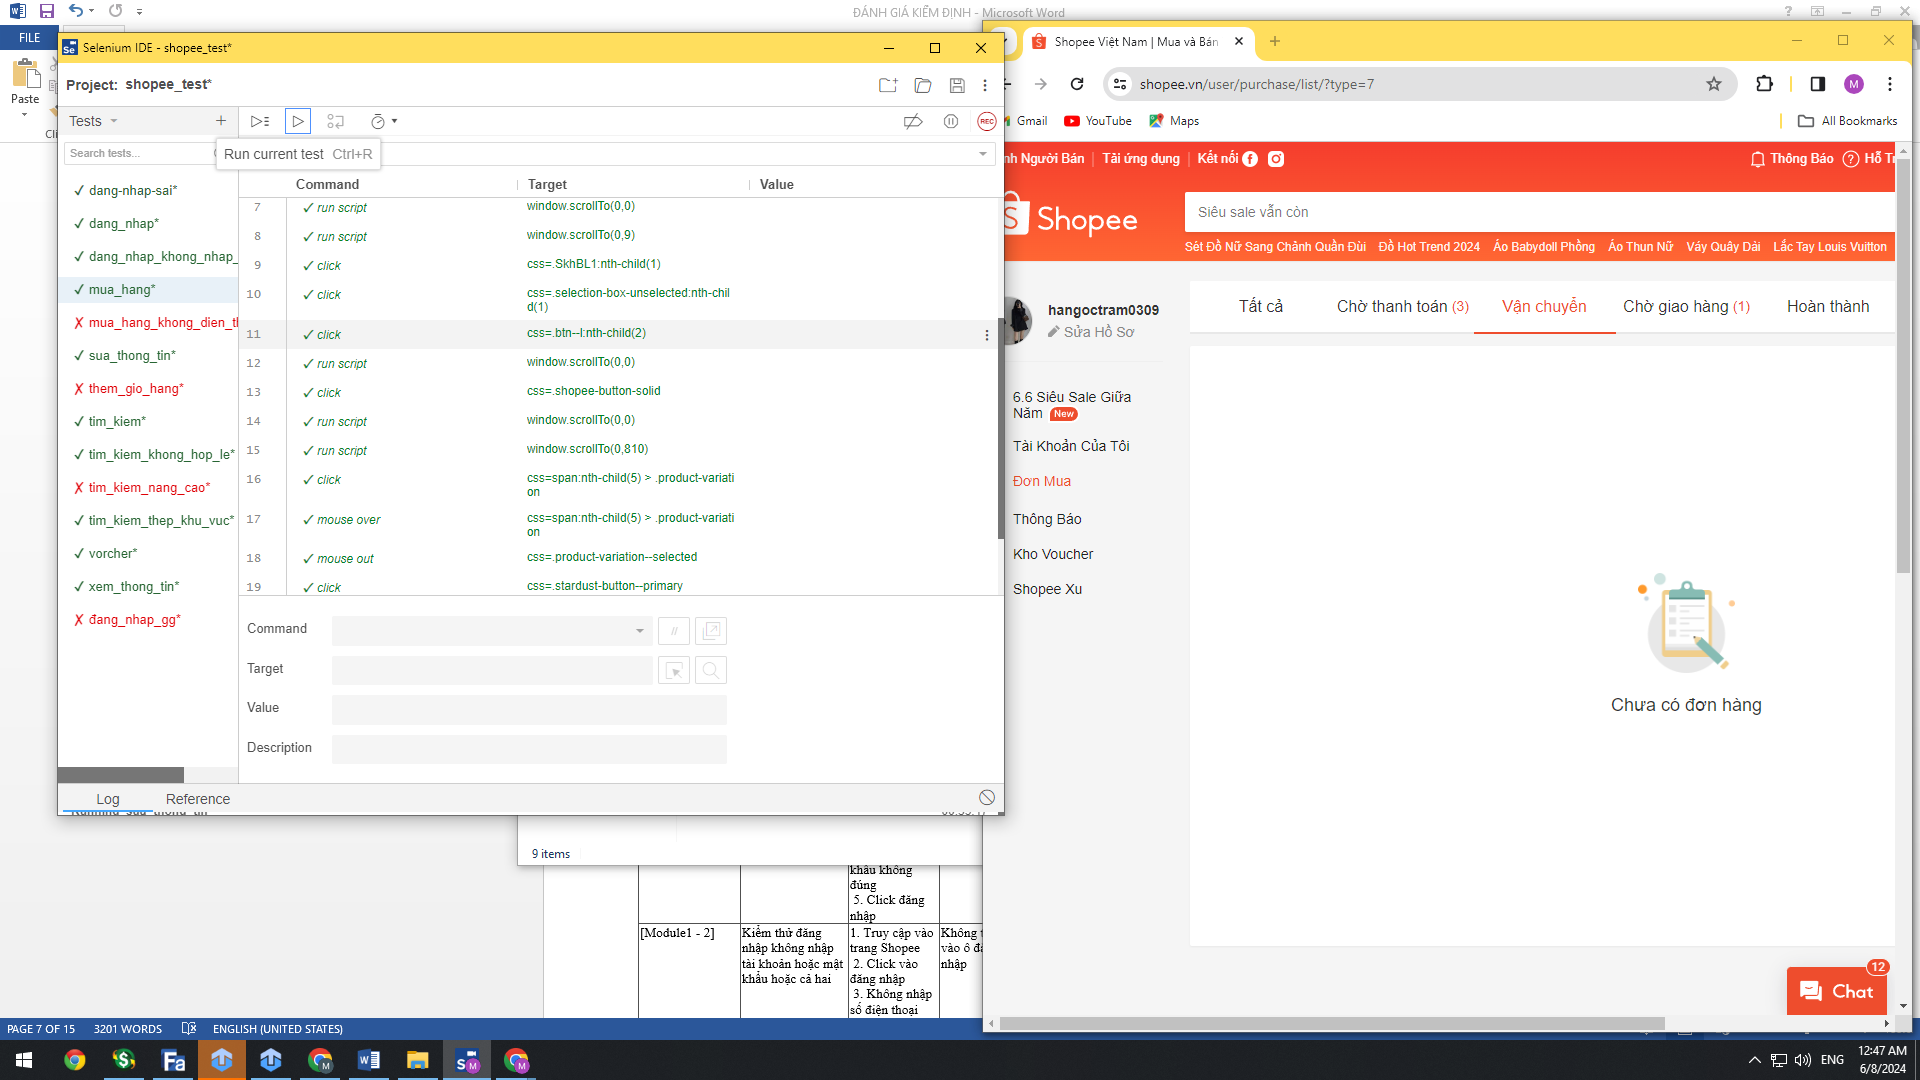 ĐÁNH GIÁ KIỂM ĐỊNH - Microsoft Word
FILE
Paste
Selenium IDE - shopee_test*
Project: shopee_test*
Tests
Search tests...
Run current test Ctrl+R
dang-nhap-sai*
dang_nhap*
dang_nhap_khong_nhap_
mua_hang*
mua_hang_khong_dien_th
sua_thong_tin*
them_gio_hang*
tim_kiem*
tim_kiem_khong_hop_le*
tim_kiem_nang_cao*
tim_kiem_thep_khu_vuc*
vorcher*
xem_thong_tin*
đang_nhap_gg*
REC
Command Target Value
7 run script window.scrollTo(0,0)
8 run script window.scrollTo(0,9)
9 click css=.SkhBL1:nth-child(1)
10 click css=.selection-box-unselected:nth-chil
d(1)
11 click css=.btn--l:nth-child(2)
12 run script window.scrollTo(0,0)
13 click css=.shopee-button-solid
14 run script window.scrollTo(0,0)
15 run script window.scrollTo(0,810)
16 click css=span:nth-child(5) > .product-variati
on
17 mouse over css=span:nth-child(5) > .product-variati
on
18 mouse out css=.product-variation--selected
19 click css=.stardust-button--primary
Command
//
Target
Value
Description
Log Reference
9 items
khẩu không
đúng
5. Click đăng
nhập
[Module1 - 2]
Kiểm thử đăng
nhập không nhập
tài khoản hoặc mật
khẩu hoặc cả hai
1. Truy cập vào
trang Shopee
2. Click vào
đăng nhập
3. Không nhập
số điện thoại
Không t
vào ô đă
nhập
Shopee Việt Nam | Mua và Bán
shopee.vn/user/purchase/list/?type=7
M
Gmail YouTube Maps All Bookmarks
nh Người Bán Tải ứng dụng Kết nối Thông Báo Hỗ Tr
Shopee
Siêu sale vẫn còn
Sét Đồ Nữ Sang Chảnh Quần Đùi Đồ Hot Trend 2024 Áo Babydoll Phồng Áo Thun Nữ Váy Quây Dài Lắc Tay Louis Vuitton
hangoctram0309
Sửa Hồ Sơ
6.6 Siêu Sale Giữa
Năm New
Tài Khoản Của Tôi
Đơn Mua
Thông Báo
Kho Voucher
Shopee Xu
Tất cả Chờ thanh toán (3) Vận chuyển Chờ giao hàng (1) Hoàn thành
Chưa có đơn hàng
12
Chat
PAGE 7 OF 15 3201 WORDS ENGLISH (UNITED STATES)
ENG
12:47 AM
6/8/2024